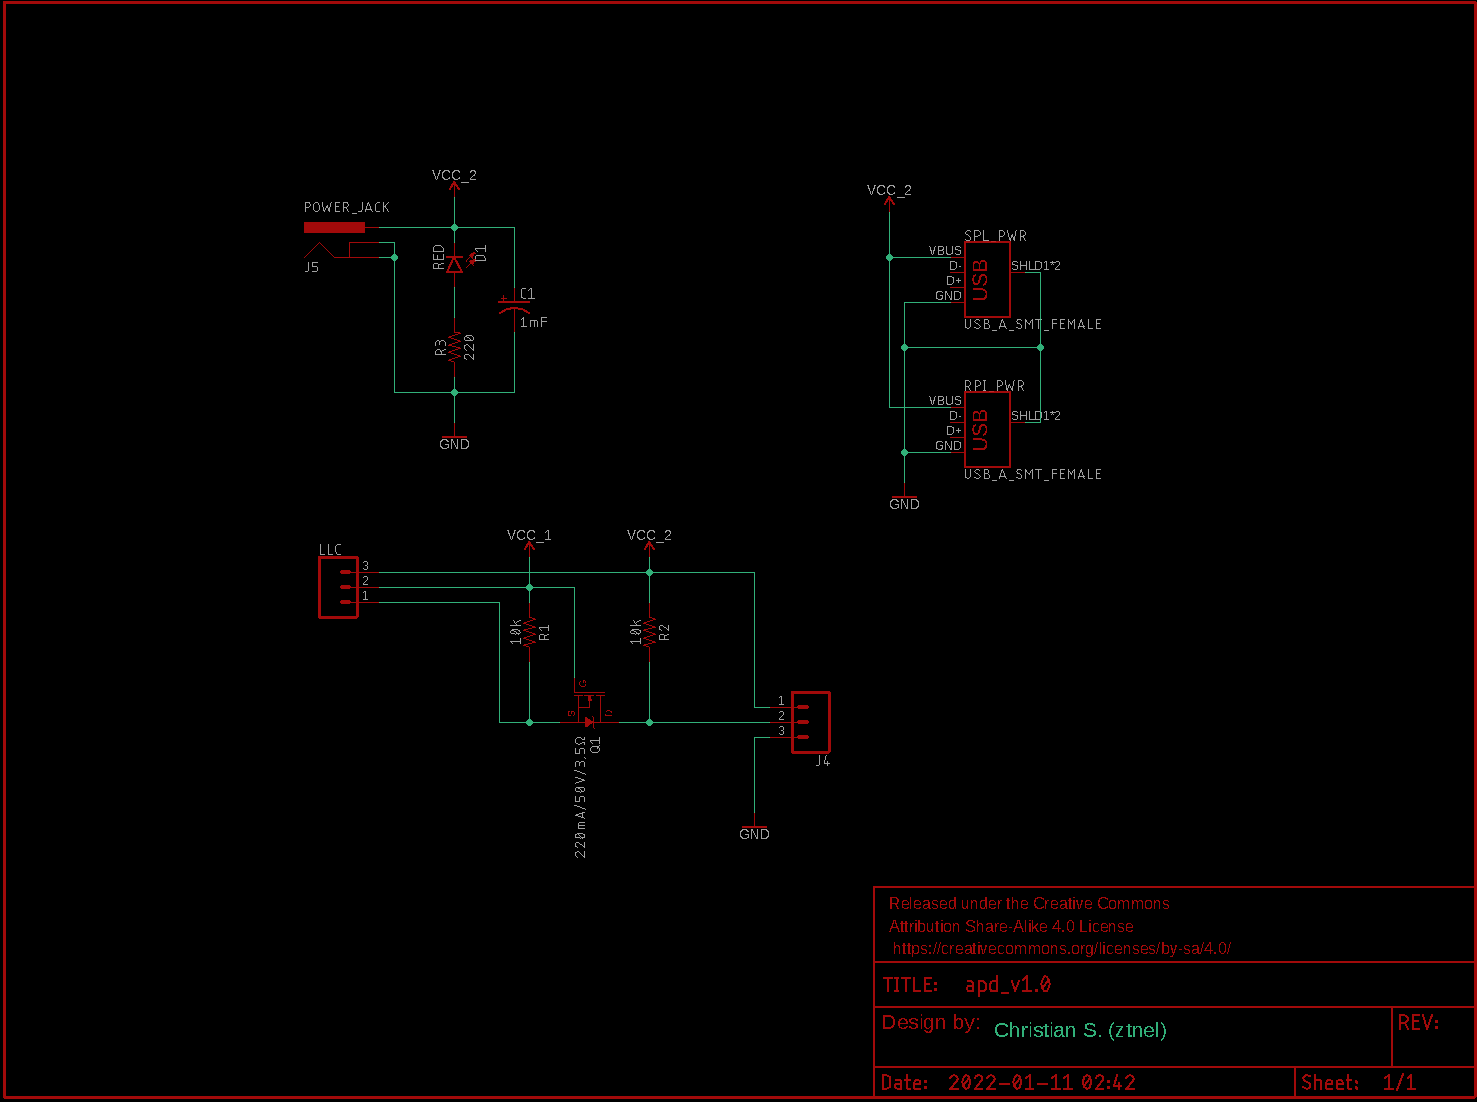 VCC_2
POWER_JACK
J5
RED
D1
C1
1mF
R3
220
GND
VCC_2
SPL_PWR
VBUS
D-
D+
GND
USB
SHLD1*2
USB_A_SMT_FEMALE
RPI_PWR
VBUS
D-
D+
GND
USB
SHLD1*2
USB_A_SMT_FEMALE
GND
LLC
3
2
1
VCC_1
VCC_2
10k
R1
10k
R2
G
S
D
Q1
220mA/50V/3.5Ω
1
2
3
J4
GND
Released under the Creative Commons
Attribution Share-Alike 4.0 License
https://creativecommons.org/licenses/by-sa/4.0/
TITLE: apd_v1.0
Design by: Christian S. (ztnel)
REV:
Date: 2022-01-11 02:42
Sheet: 1/1